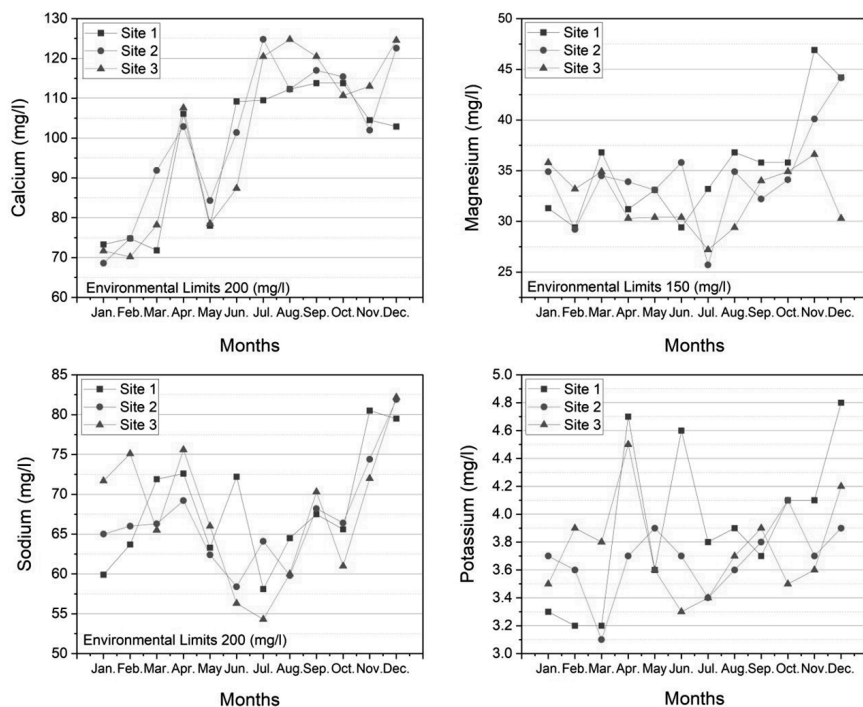 130
120
110
100
90
80
70
60
Calcium (mg/l)
Site 1
Site 2
Site 3
Environmental Limits 200 (mg/l)
Jan. Feb. Mar. Apr. May Jun. Jul. Aug. Sep. Oct. Nov. Dec.
Months
50
45
40
35
30
25
Magnesium (mg/l)
Site 1
Site 2
Site 3
Environmental Limits 150 (mg/l)
Jan. Feb. Mar. Apr. May Jun. Jul. Aug. Sep. Oct. Nov. Dec.
Months
85
80
75
70
65
60
55
50
Sodium (mg/l)
Site 1
Site 2
Site 3
Environmental Limits 200 (mg/l)
Jan. Feb. Mar. Apr. May Jun. Jul. Aug. Sep. Oct. Nov. Dec.
Months
5.0
4.8
4.6
4.4
4.2
4.0
3.8
3.6
3.4
3.2
3.0
Potassium (mg/l)
Site 1
Site 2
Site 3
Jan. Feb. Mar. Apr. May Jun. Jul. Aug. Sep. Oct. Nov. Dec.
Months